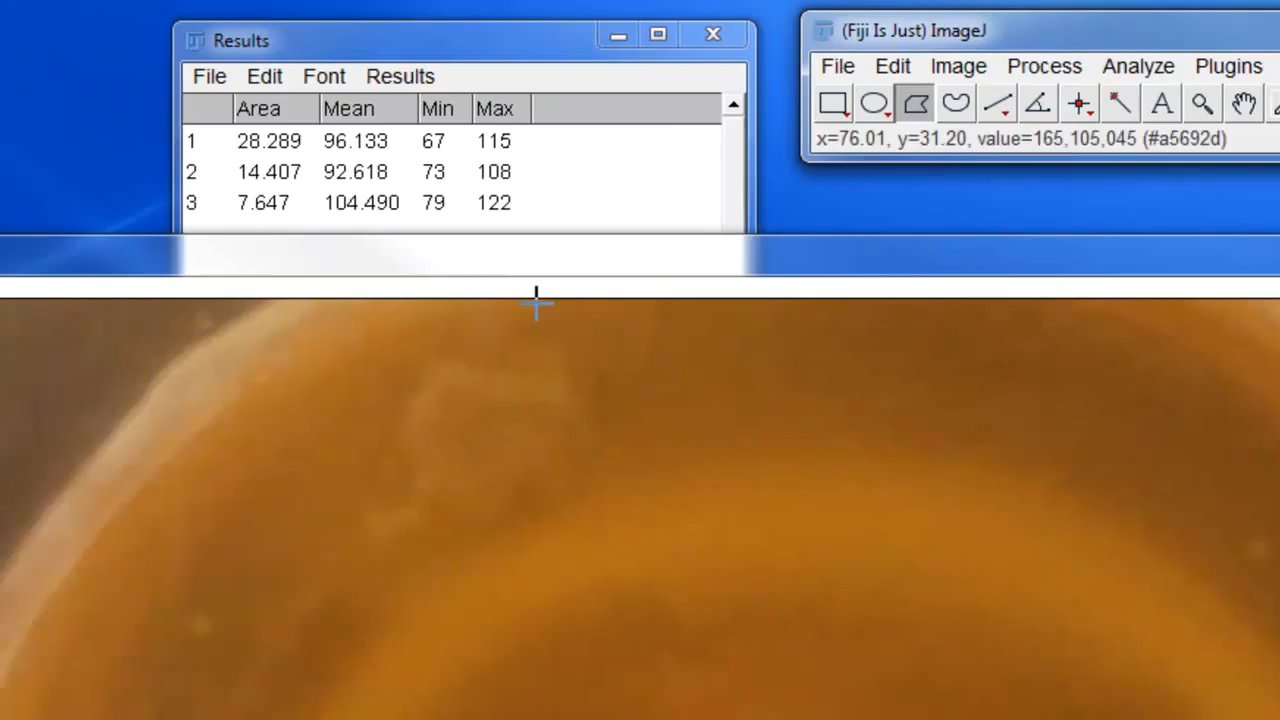 Results
File Edit Font Results
Area Mean Min Max
1 28.289 96.133 67 115
2 14.407 92.618 73 108
3 7.647 104.490 79 122
(Fiji Is Just) ImageJ
File Edit Image Process Analyze Plugins
A
x=76.01, y=31.20, value=165,105,045 (#a5692d)